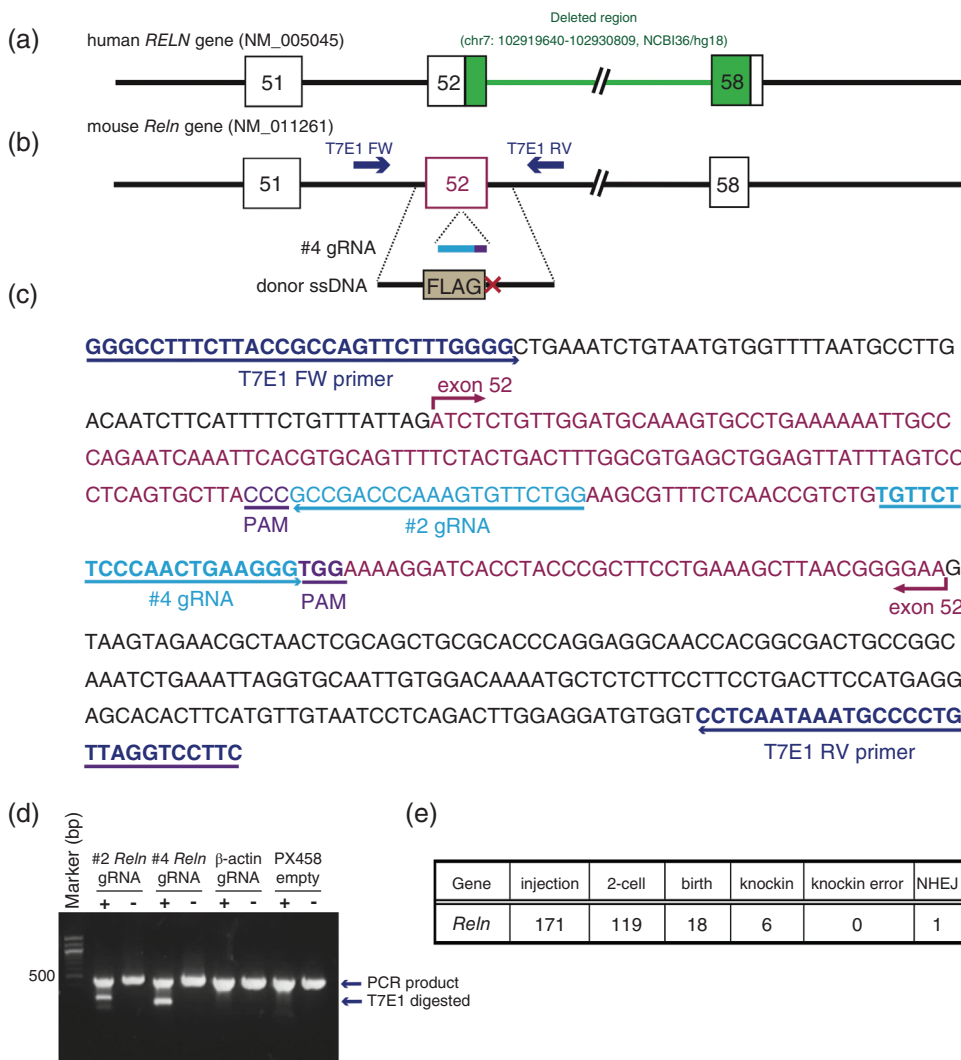 (a)
human RELN gene (NM_005045)
Deleted region
(chr7: 102919640-102930809, NCBI36/hg18)
51
52
58
(b)
mouse Reln gene (NM_011261)
T7E1 FW
T7E1 RV
51
52
58
#4 gRNA
donor ssDNA
FLAG
(c)
GGGCCTTTCTTACCGCCAGTTCTTTGGGGCTGAAATCTGTAATGTGGTTTTAATGCCTTG
T7E1 FW primer
exon 52
ACAATCTTCATTTTCTGTTTATTAGATCTCTGTTGGATGCAAAGTGCCTGAAAAAATTGCC
CAGAATCAAATTCACGTGCAGTTTTCTACTGACTTTGGCGTGAGCTGGAGTTATTTAGTCC
CTCAGTGCTTACCCGCCGACCCAAAGTGTTCTGGAAGCGTTTCTCAACCGTCTGTGTTCT
PAM
#2 gRNA
TCCCAACTGAAGGGTGGAAAAGGATCACCTACCCGCTTCCTGAAAGCTTAACGGGGAAG
#4 gRNA
PAM
exon 52
TAAGTAGAACGCTAACTCGCAGCTGCGCACCCAGGAGGCAACCACGGCGACTGCCGGC
AAATCTGAAATTAGGTGCAATTGTGGACAAAATGCTCTCTTCCTTCCTGACTTCCATGAGG
AGCACACTTCATGTTGTAATCCTCAGACTTGGAGGATGTGGTCCTCAATAAATGCCCCTG
TTAGGTCCTTC
T7E1 RV primer
(d)
Marker (bp)
#2 Reln gRNA
#4 Reln gRNA
β-actin gRNA
PX458 empty
+ - + - + - + -
500
PCR product
T7E1 digested
(e)
Gene injection 2-cell birth knockin knockin error NHEJ
Reln 171 119 18 6 0 1